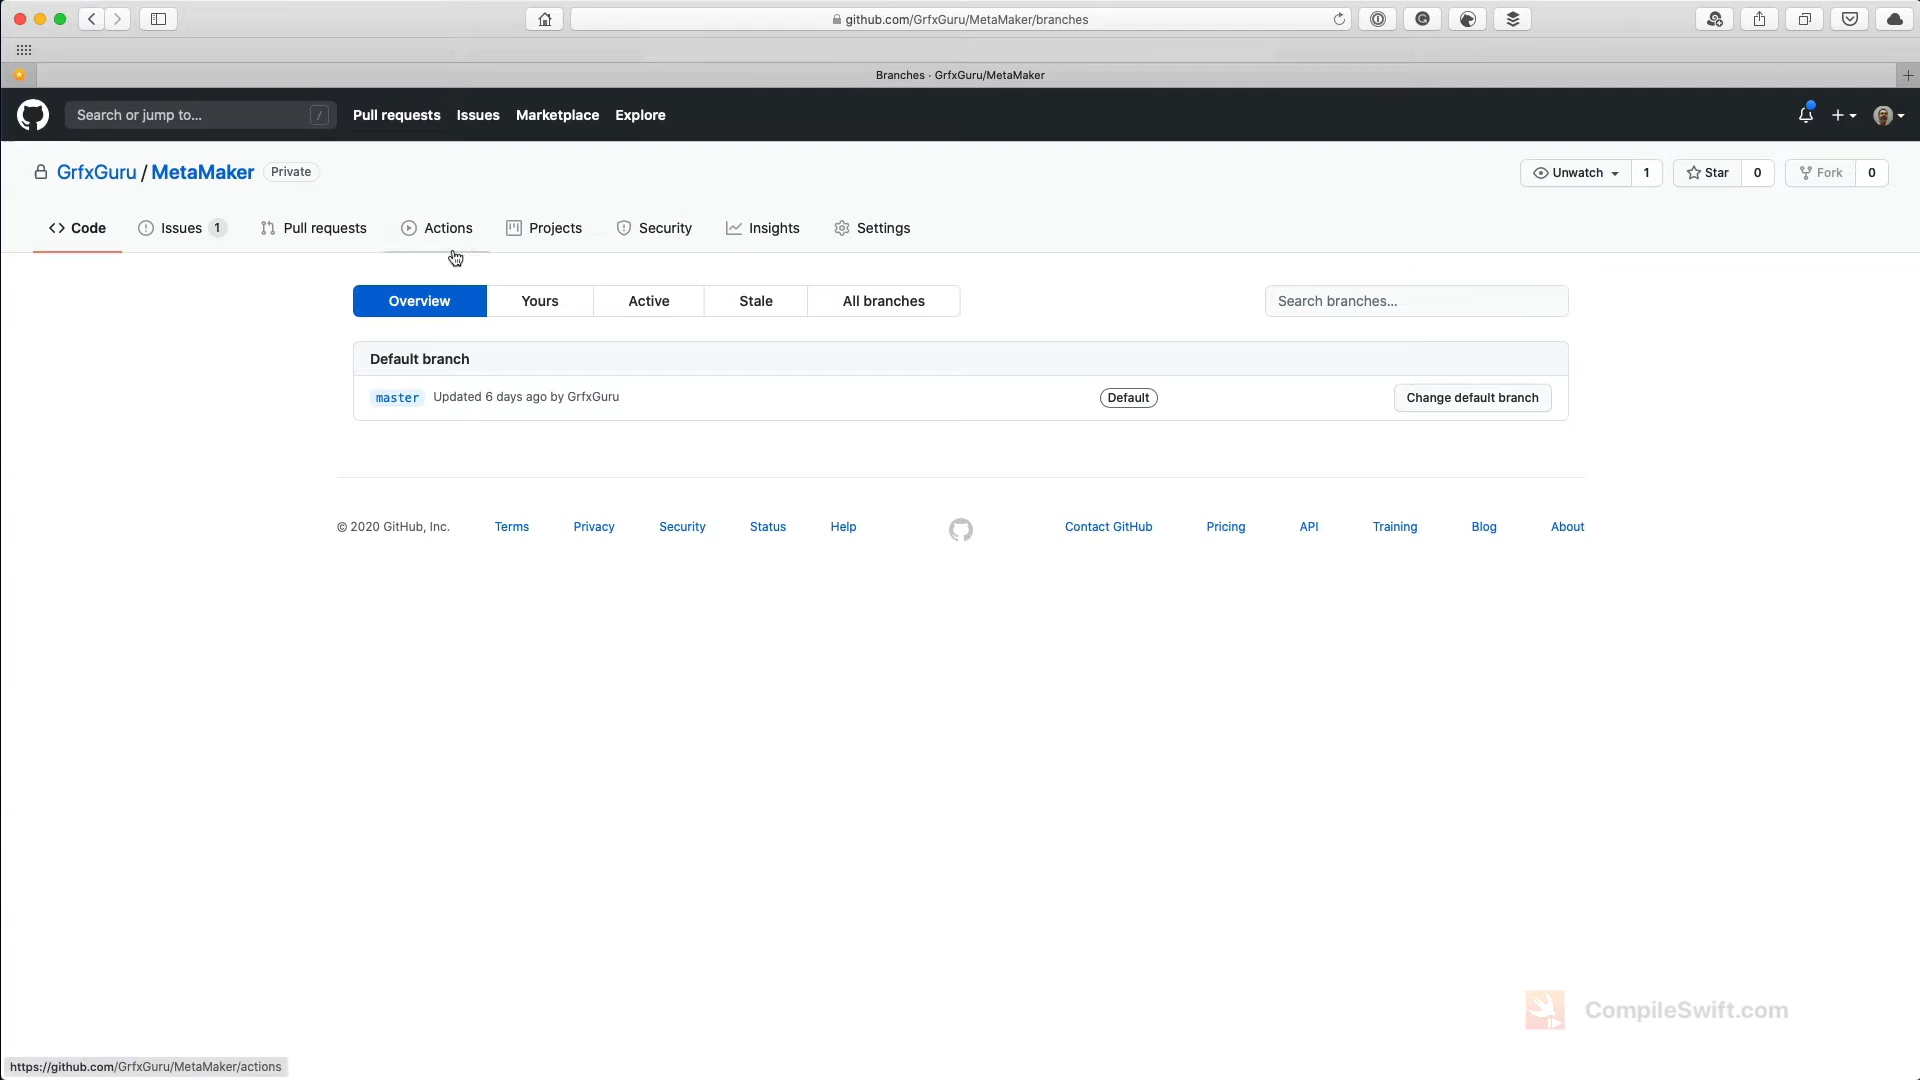 github.com/GrfxGuru/MetaMaker/branches
Branches · GrfxGuru/MetaMaker
Search or jump to... / Pull requests Issues Marketplace Explore
GrfxGuru / MetaMaker Private Unwatch 1 Star 0 Fork 0
Code Issues 1 Pull requests Actions Projects Security Insights Settings
Overview Yours Active Stale All branches Search branches...
Default branch
master Updated 6 days ago by GrfxGuru Default Change default branch
© 2020 GitHub, Inc. Terms Privacy Security Status Help Contact GitHub Pricing API Training Blog About
CompileSwift.com
https://github.com/GrfxGuru/MetaMaker/actions